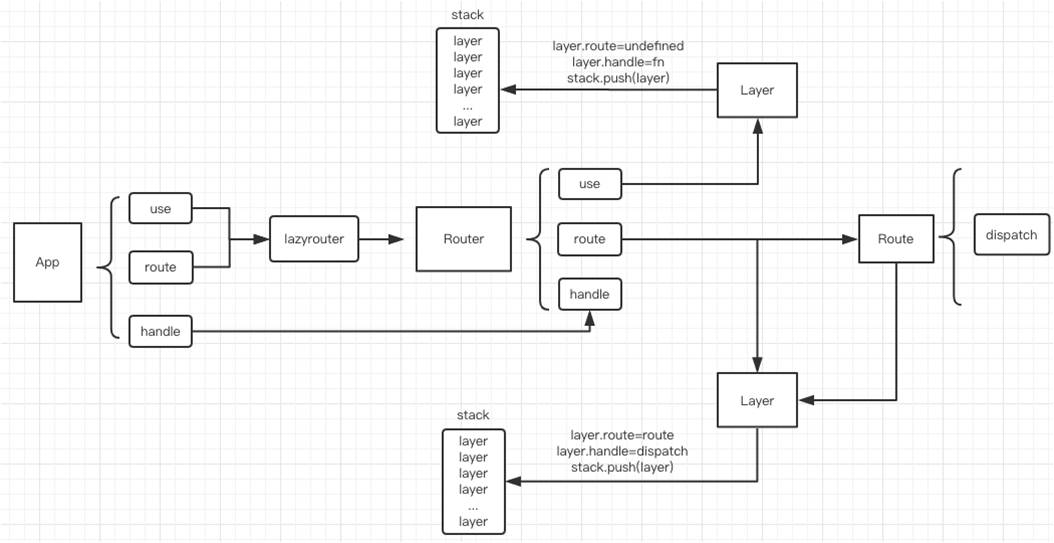 stack
layer
layer
layer
layer
...
layer
layer.route=undefined
layer.handle=fn
stack.push(layer)
Layer
App
use
route
handle
lazyrouter
Router
use
route
handle
Route
dispatch
Layer
stack
layer
layer
layer
layer
...
layer
layer.route=route
layer.handle=dispatch
stack.push(layer)